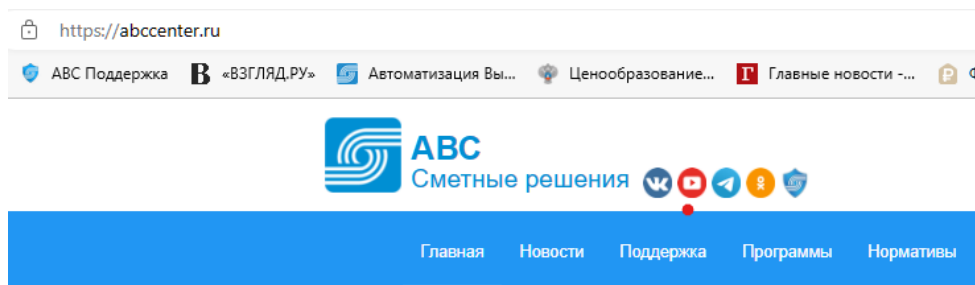 https://abccenter.ru
АВС Поддержка «ВЗГЛЯД.РУ» Автоматизация Вы... Ценообразование... Главные новости -...
АВС
Сметные решения
Главная Новости Поддержка Программы Нормативы